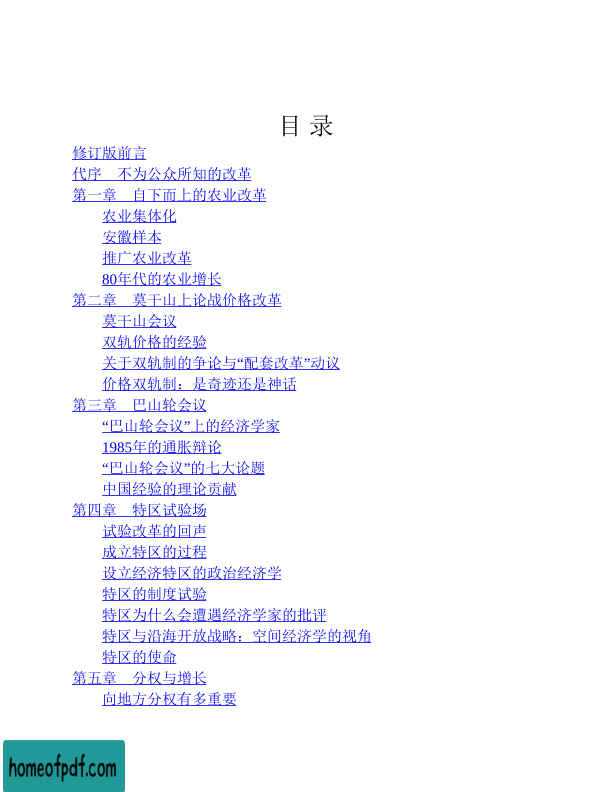 目 录
修订版前言
代序　不为公众所知的改革
第一章　自下而上的农业改革
农业集体化
安徽样本
推广农业改革
80年代的农业增长
第二章　莫干山上论战价格改革
莫干山会议
双轨价格的经验
关于双轨制的争论与“配套改革”动议
价格双轨制：是奇迹还是神话
第三章　巴山轮会议
“巴山轮会议”上的经济学家
1985年的通胀辩论
“巴山轮会议”的七大论题
中国经验的理论贡献
第四章　特区试验场
试验改革的回声
成立特区的过程
设立经济特区的政治经济学
特区的制度试验
特区为什么会遭遇经济学家的批评
特区与沿海开放战略：空间经济学的视角
特区的使命
第五章　分权与增长
向地方分权有多重要
homeofpdf.com